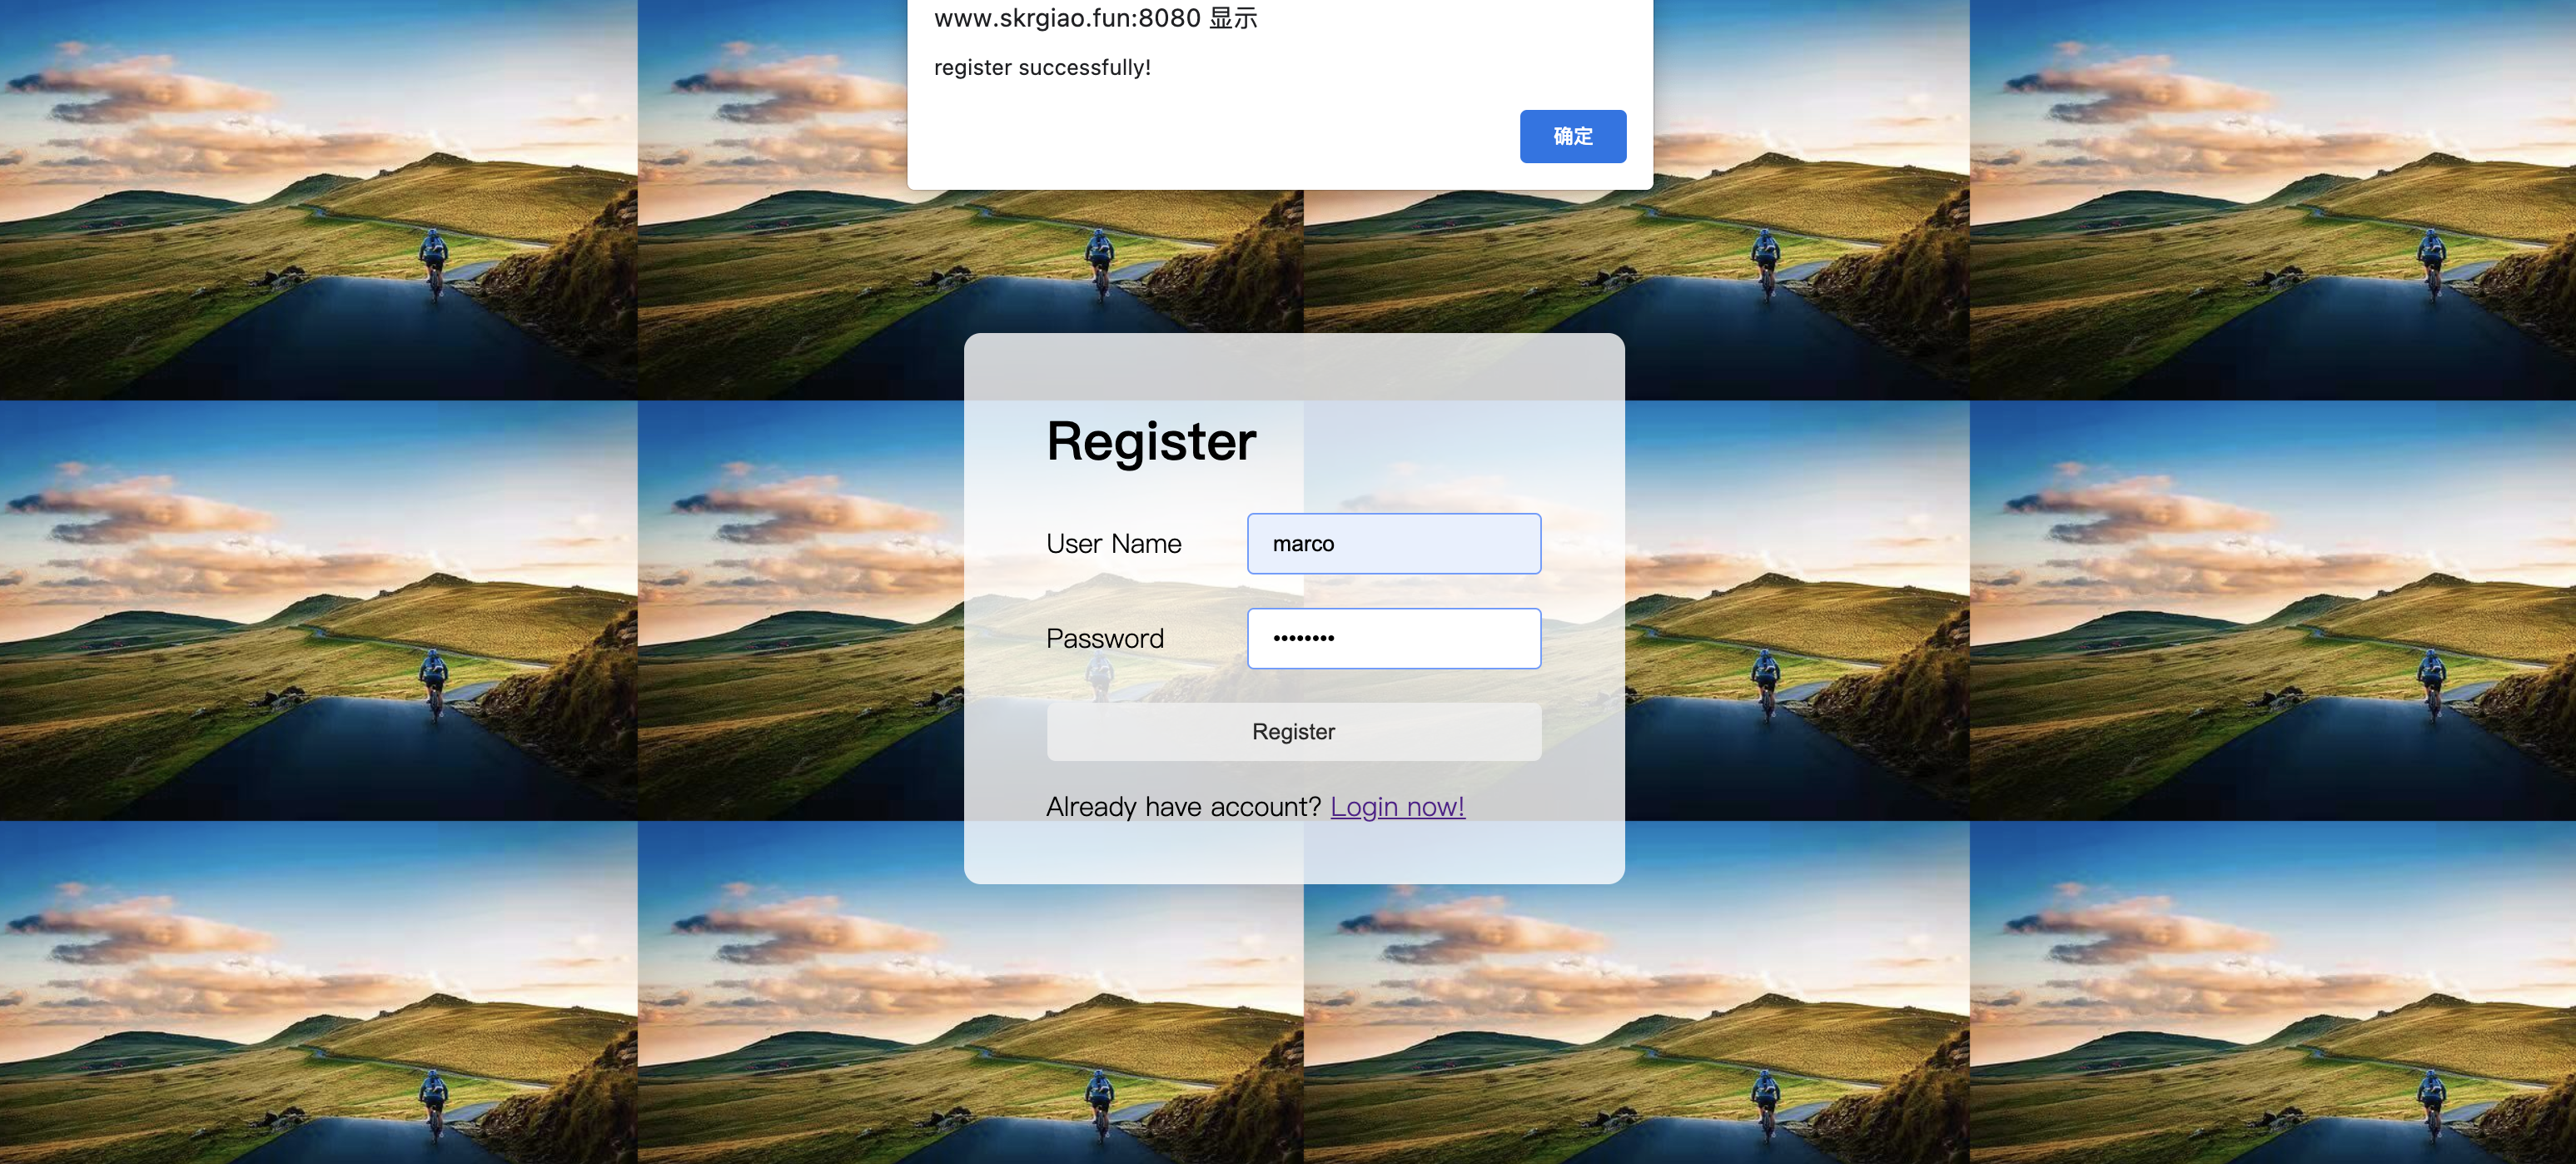 www.skrgiao.fun:8080 显示
register successfully!
确定
Register
User Name
marco
Password
••••••••
Register
Already have account? Login now!